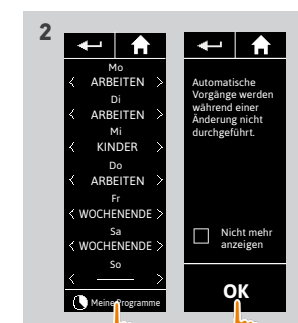 2
Mo
ARBEITEN
Di
ARBEITEN
Mi
KINDER
Do
ARBEITEN
Fr
WOCHENENDE
Sa
WOCHENENDE
So
Meine Programme
Automatische
Vorgänge werden
während einer
Änderung nicht
durchgeführt.
Nicht mehr
anzeigen
OK